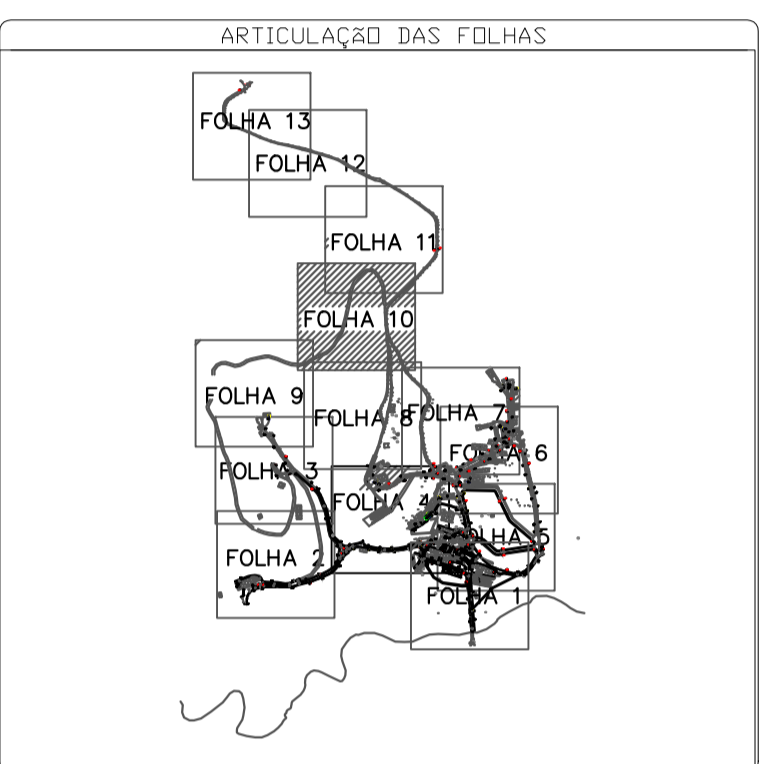 ARTICULAÇÃO DAS FOLHAS
FOLHA 13
FOLHA 12
FOLHA 11
FOLHA 10
FOLHA 9
FOLHA 8
FOLHA 7
FOLHA 6
FOLHA 3
FOLHA 4
FOLHA 5
FOLHA 2
FOLHA 1